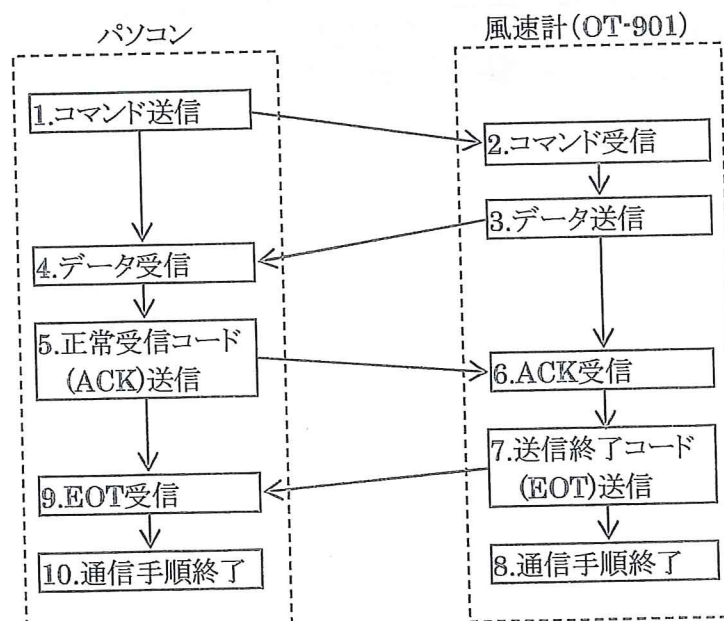 パソコン
風速計(OT-901)
1.コマンド送信
2.コマンド受信
3.データ送信
4.データ受信
5.正常受信コード
(ACK)送信
6.ACK受信
7.送信終了コード
(EOT)送信
9.EOT受信
8.通信手順終了
10.通信手順終了